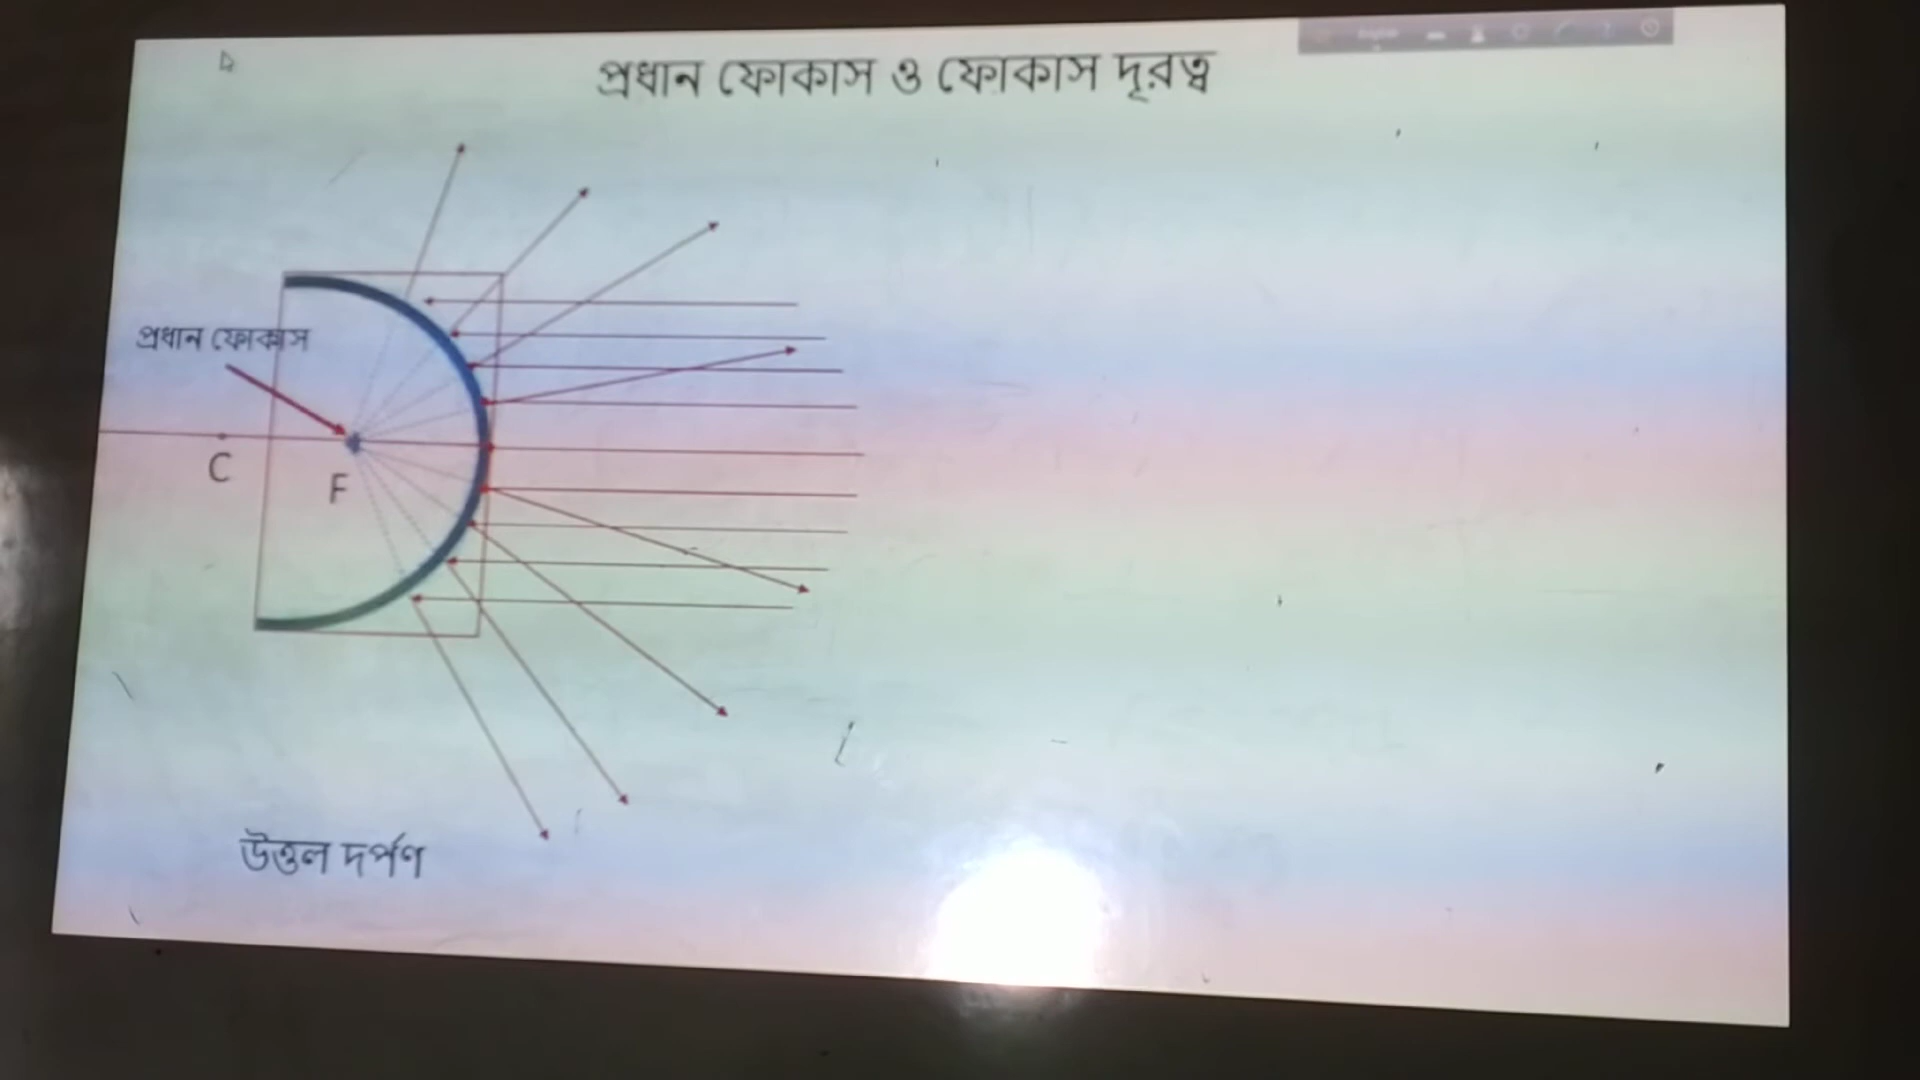 প্রধান ফোকাস ও ফোকাস দূরত্ব
প্রধান ফোকাস
C
F
উত্তল দর্পণ